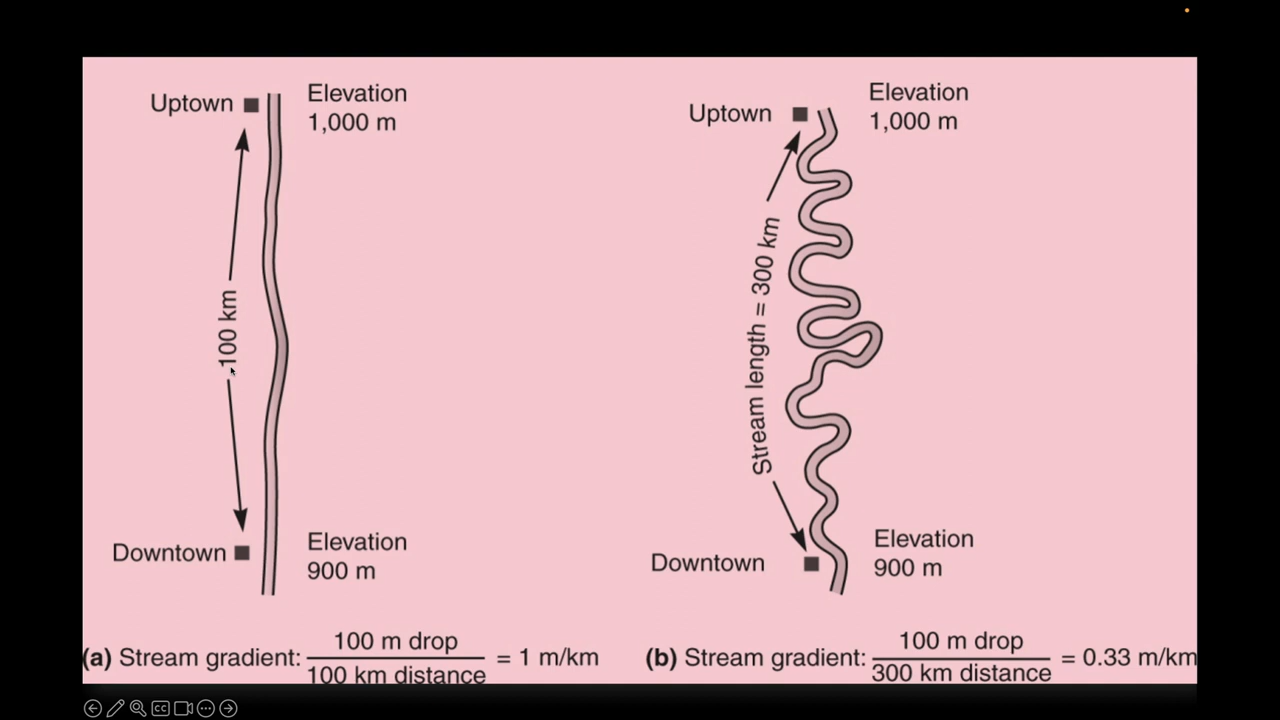 Uptown
Elevation
1,000 m
100 km
Downtown
Elevation
900 m
(a) Stream gradient: 100 m drop
100 km distance
= 1 m/km
Uptown
Elevation
1,000 m
Stream length = 300 km
Downtown
Elevation
900 m
(b) Stream gradient: 100 m drop
300 km distance
= 0.33 m/km
CC